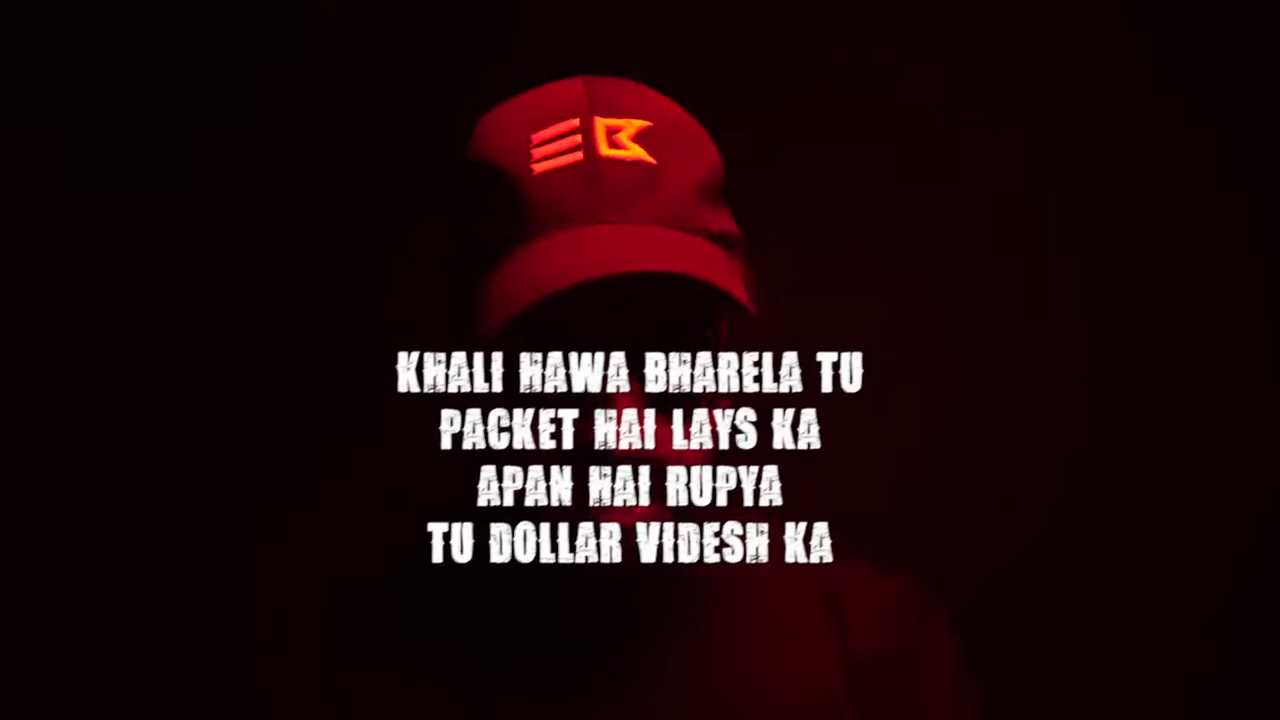 KHALI HAWA BHARELA TU
PACKET HAI LAYS KA
APAN HAI RUPYA
TU DOLLAR VIDESH KA